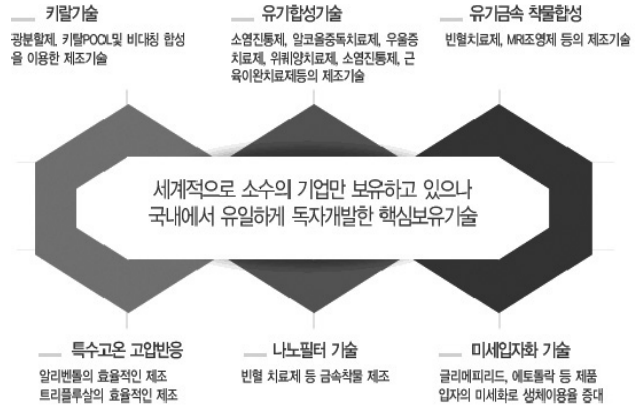 키랄기술
광분할제, 키랄POOL및 비대칭 합성
을 이용한 제조기술
유기합성기술
소염진통제, 알코올중독치료제, 우울증
치료제, 위궤양치료제, 소염진통제, 근
육이완치료제등의 제조기술
유기금속 착물합성
빈혈치료제, MRI조영제 등의 제조기술
세계적으로 소수의 기업만 보유하고 있으나
국내에서 유일하게 독자개발한 핵심보유기술
특수고온 고압반응
알리벤돌의 효율적인 제조
트리플루살의 효율적인 제조
나노필터 기술
빈혈 치료제 등 금속착물 제조
미세입자화 기술
글리메피리드, 에토돌락 등 제품
입자의 미세화로 생체이용율 증대